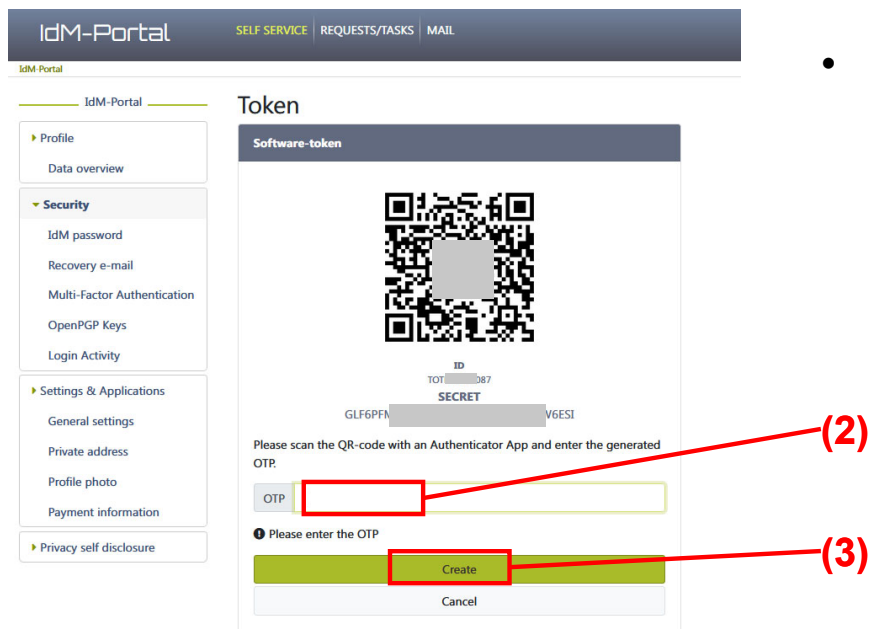 IdM-Portal
SELF SERVICE REQUESTS/TASKS MAIL
IdM-Portal
IdM-Portal
Profile
Data overview
Security
IdM password
Recovery e-mail
Multi-Factor Authentication
OpenPGP Keys
Login Activity
Settings & Applications
General settings
Private address
Profile photo
Payment information
Privacy self disclosure
Token
Software-token
ID
TOT 087
SECRET
GLF6PF V6ESI
Please scan the QR-code with an Authenticator App and enter the generated
OTP.
OTP
Please enter the OTP
Create
Cancel
(2)
(3)